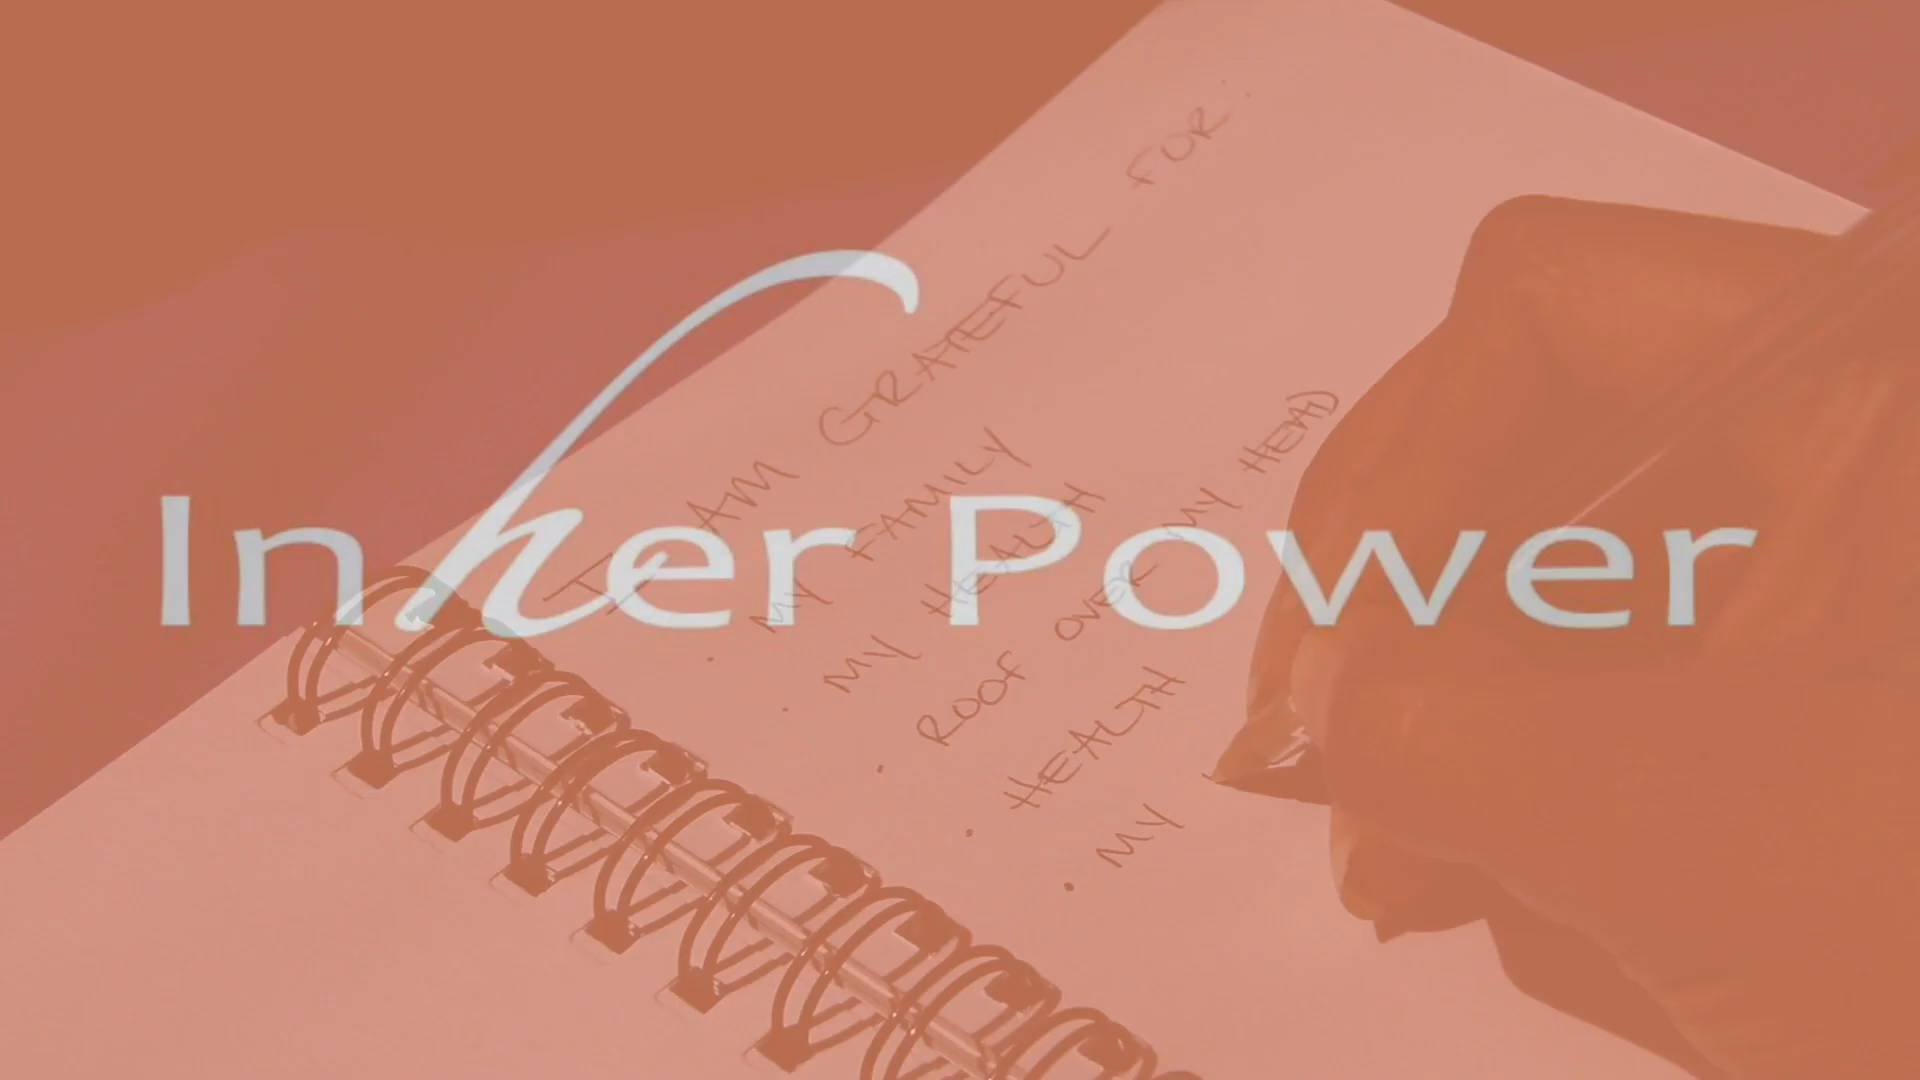 InHer Power
I AM GRATEFUL FOR:
· MY FAMILY
· MY HEALTH
· ROOF OVER MY HEAD
· HEALTH
· MY